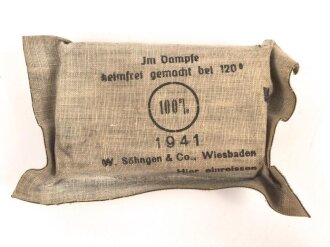 Jm Dampfe
keimfrei gemacht bei 120°
100%
1941
W. Söhngen & Co., Wiesbaden
Hier einreissen